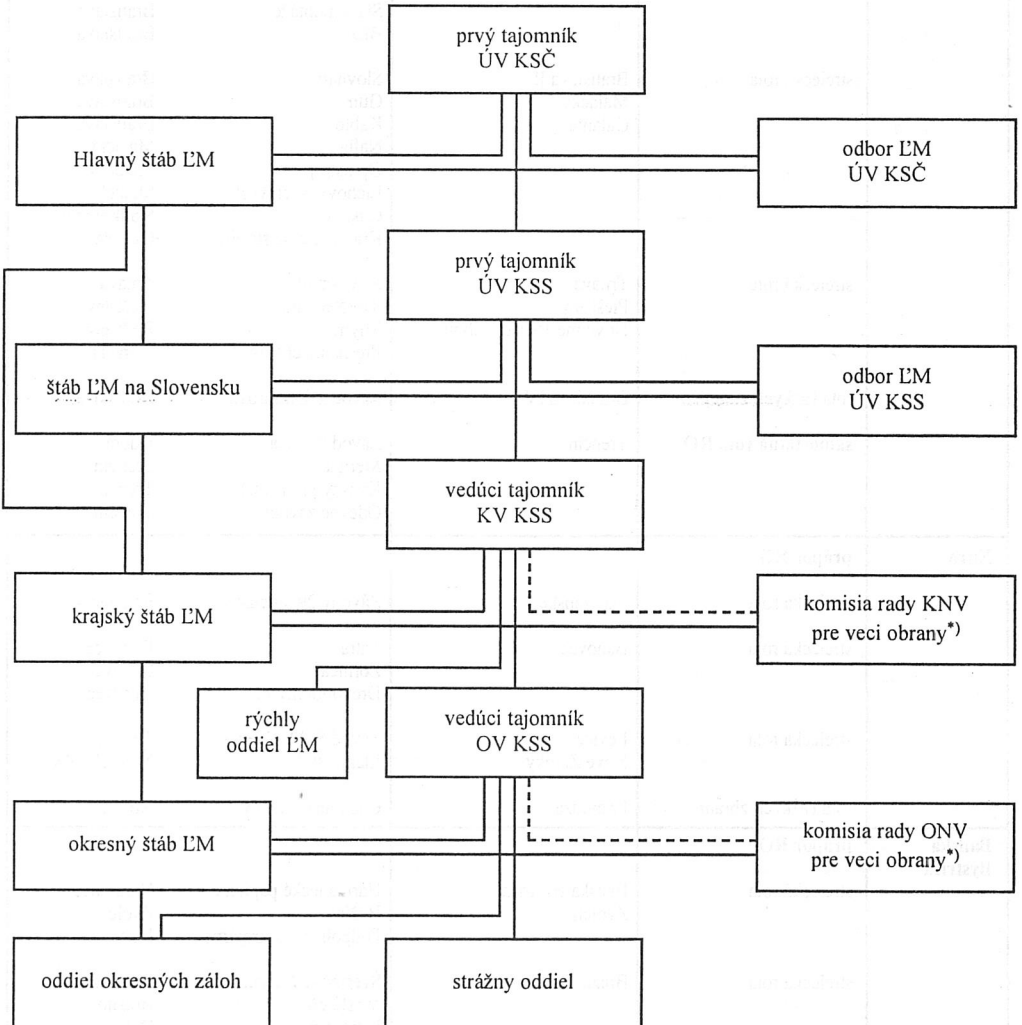 prvý tajomník
ÚV KSČ
Hlavný štáb ĽM
odbor ĽM
ÚV KSČ
prvý tajomník
ÚV KSS
štáb ĽM na Slovensku
odbor ĽM
ÚV KSS
vedúci tajomník
KV KSS
krajský štáb ĽM
komisia rady KNV
pre veci obrany*)
rýchly
oddiel ĽM
vedúci tajomník
OV KSS
okresný štáb ĽM
komisia rady ONV
pre veci obrany*)
oddiel okresných záloh
strážny oddiel